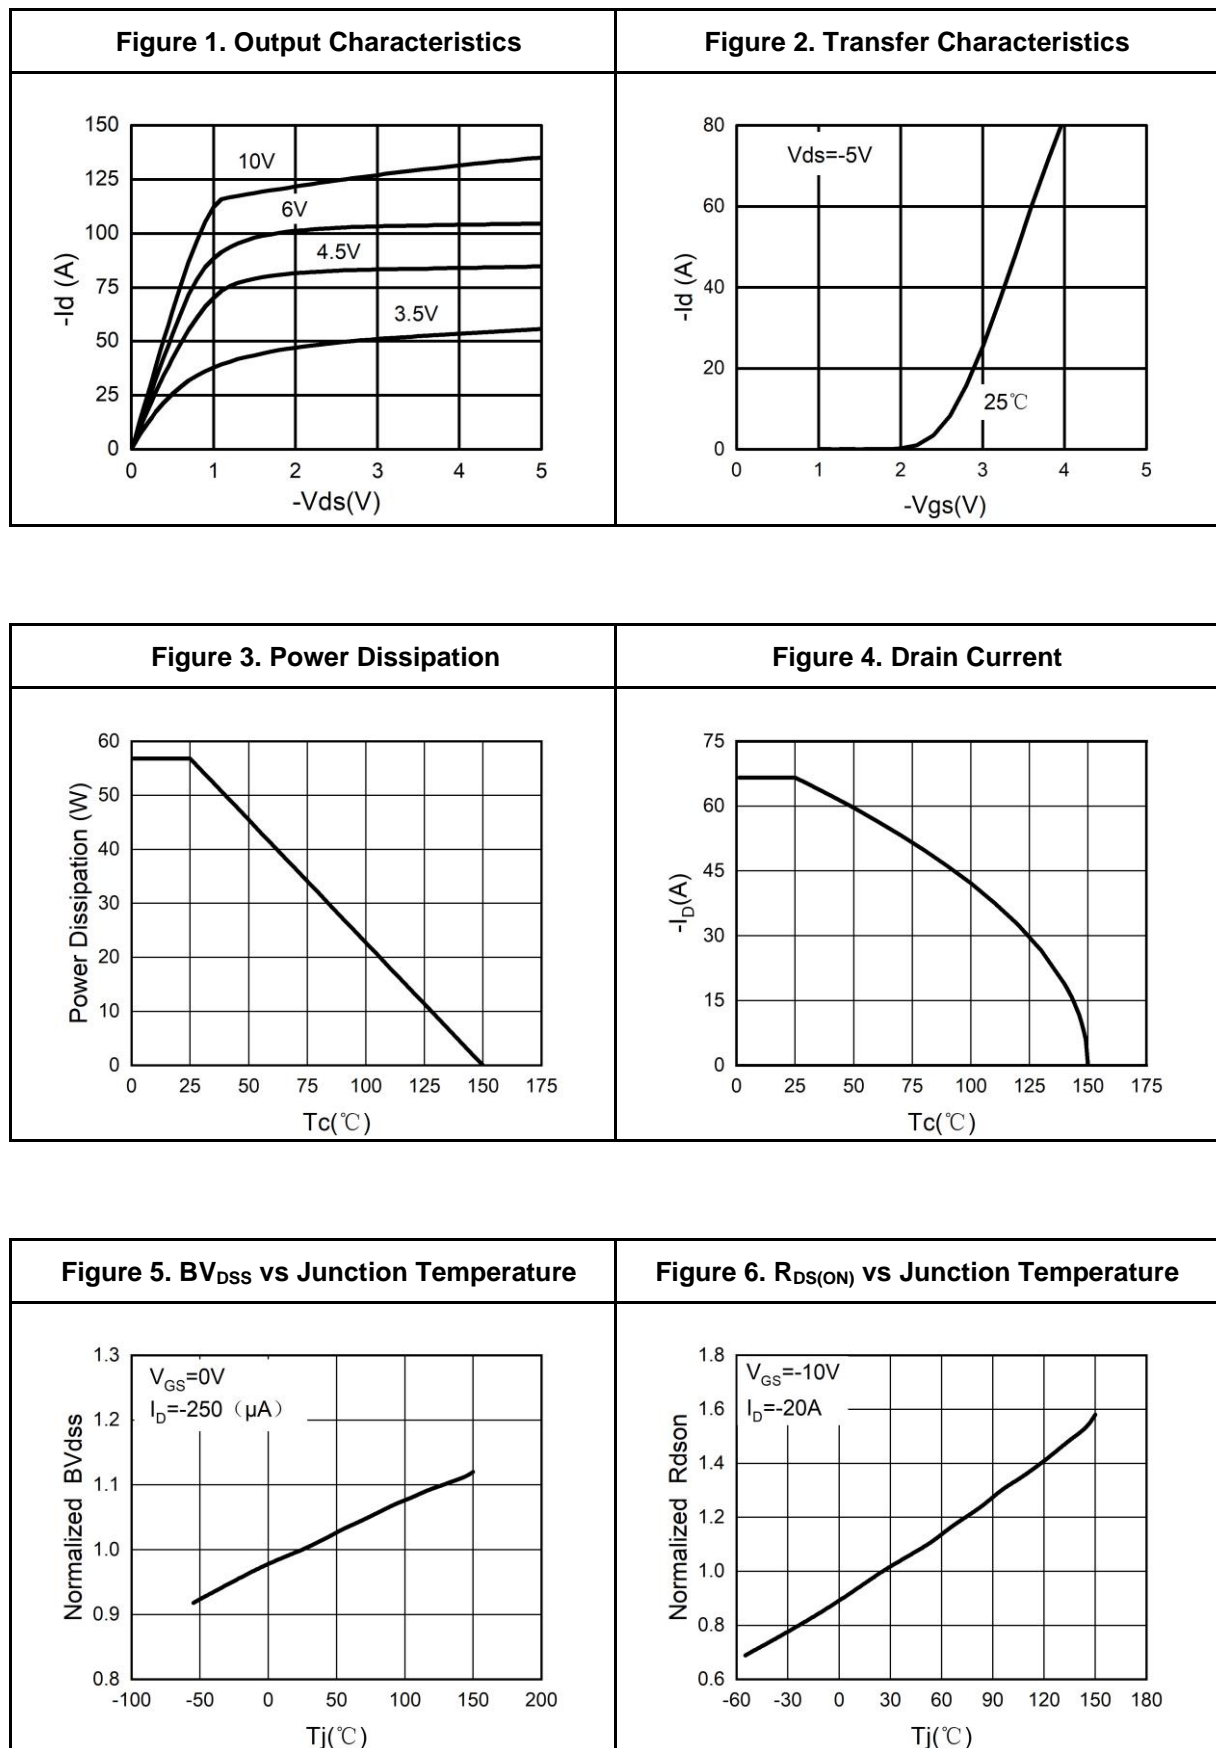 Figure 1. Output Characteristics
Figure 2. Transfer Characteristics
150
125
100
75
50
25
0
-Id (A)
10V
6V
4.5V
3.5V
0 1 2 3 4 5
-Vds(V)
80
60
40
20
0
-Id (A)
Vds=-5V
25℃
0 1 2 3 4 5
-Vgs(V)
Figure 3. Power Dissipation
Figure 4. Drain Current
60
50
40
30
20
10
0
Power Dissipation (W)
0 25 50 75 100 125 150 175
Tc(℃)
75
60
45
30
15
0
-I_D(A)
0 25 50 75 100 125 150 175
Tc(℃)
Figure 5. BV_DSS vs Junction Temperature
Figure 6. R_DS(ON) vs Junction Temperature
1.3
1.2
1.1
1.0
0.9
0.8
Normalized BVdss
V_GS=0V
I_D=-250（μA）
-100 -50 0 50 100 150 200
Tj(℃)
1.8
1.6
1.4
1.2
1.0
0.8
0.6
Normalized Rdson
V_GS=-10V
I_D=-20A
-60 -30 0 30 60 90 120 150 180
Tj(℃)